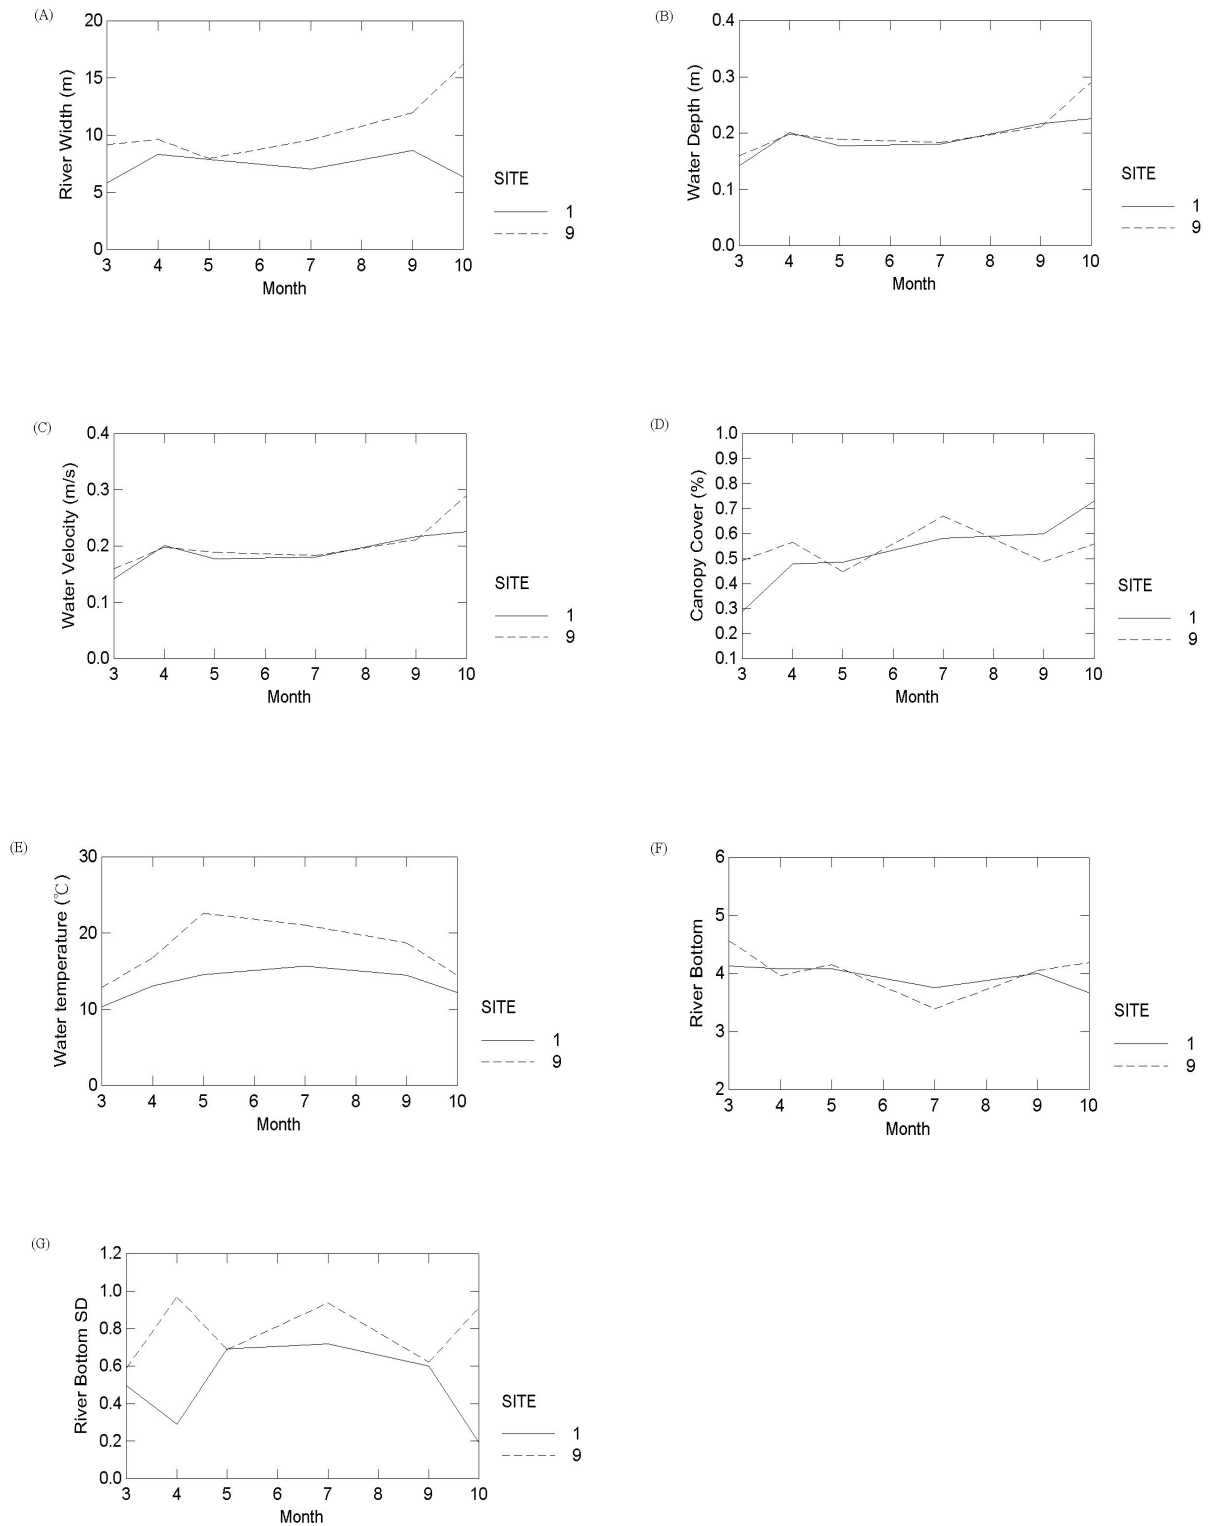 (A)
River Width (m)
20
15
10
5
0
3 4 5 6 7 8 9 10
Month
SITE
1
9
(B)
Water Depth (m)
0.4
0.3
0.2
0.1
0.0
3 4 5 6 7 8 9 10
Month
SITE
1
9
(C)
Water Velocity (m/s)
0.4
0.3
0.2
0.1
0.0
3 4 5 6 7 8 9 10
Month
SITE
1
9
(D)
Canopy Cover (%)
1.0
0.9
0.8
0.7
0.6
0.5
0.4
0.3
0.2
0.1
3 4 5 6 7 8 9 10
Month
SITE
1
9
(E)
Water temperature (℃)
30
20
10
0
3 4 5 6 7 8 9 10
Month
SITE
1
9
(F)
River Bottom
6
5
4
3
2
3 4 5 6 7 8 9 10
Month
SITE
1
9
(G)
River Bottom SD
1.2
1.0
0.8
0.6
0.4
0.2
0.0
3 4 5 6 7 8 9 10
Month
SITE
1
9